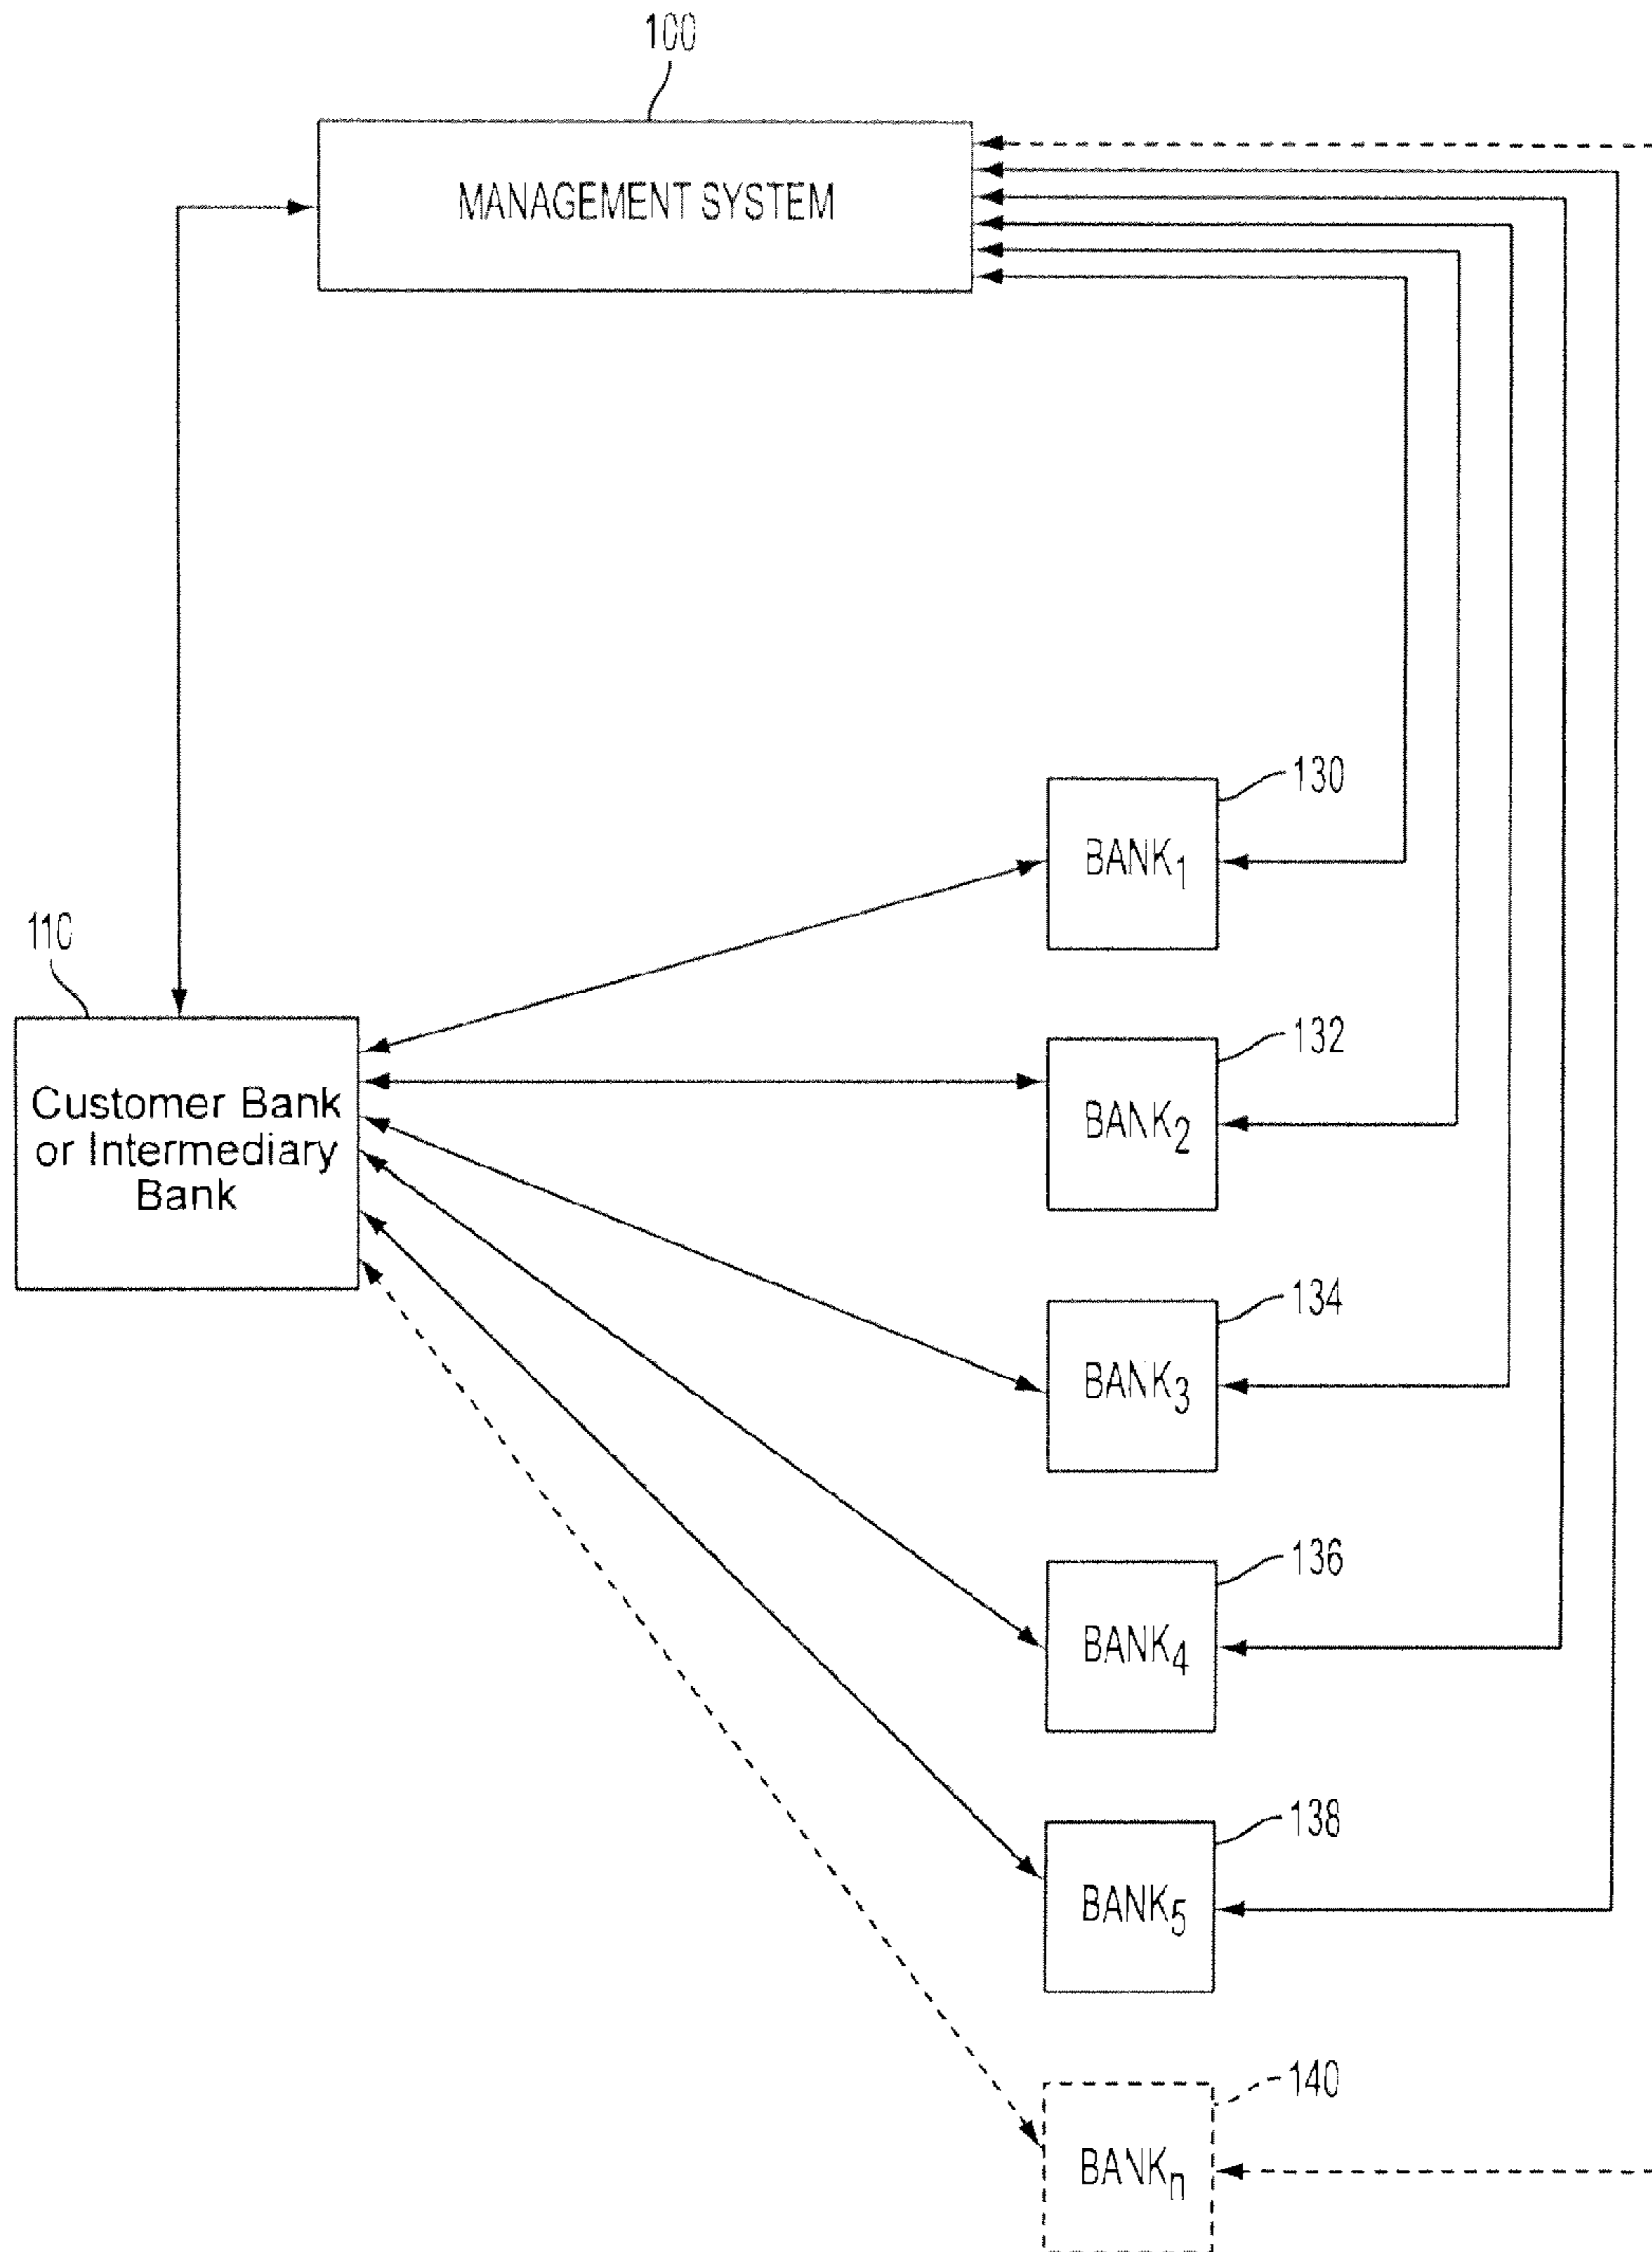 100
MANAGEMENT SYSTEM
130
BANK1
110
Customer Bank
or Intermediary
Bank
132
BANK2
134
BANK3
136
BANK4
138
BANK5
140
BANKn